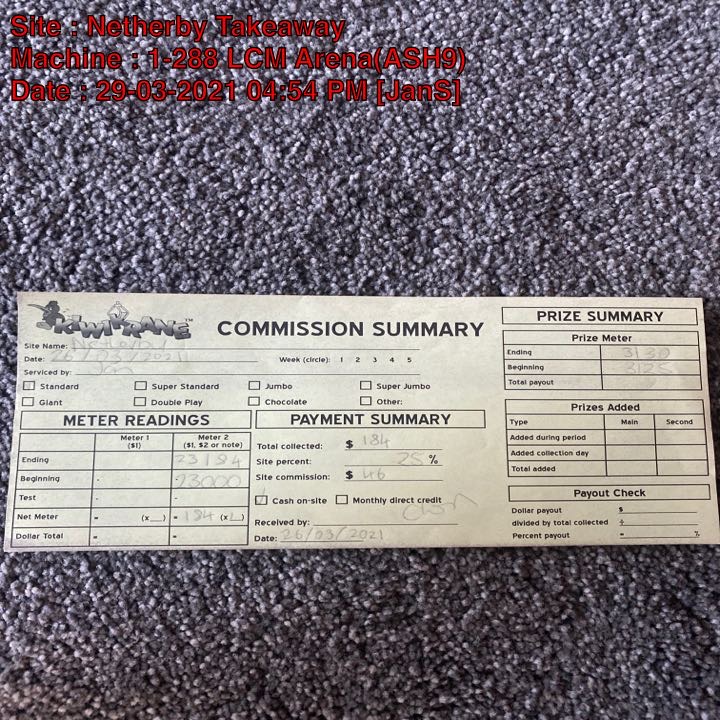 Site : Netherby Takeaway
Machine : 1-288 LCM Arena(ASH9)
Date : 29-03-2021 04:54 PM [JanS]
KIWIKRANE™
COMMISSION SUMMARY
Site Name:
Date: 26/03/2021
Week (circle): 1 2 3 4 5
Serviced by: Jan
Standard Super Standard Jumbo Super Jumbo
Giant Double Play Chocolate Other:
METER READINGS
Meter 1 ($1) Meter 2 ($1, $2 or note)
Ending 23184
Beginning - 23000
Test - -
Net Meter = (x__) = 184 (x1)
Dollar Total = =
PAYMENT SUMMARY
Total collected: $ 184
Site percent: 25 %
Site commission: $ 46
Cash on-site Monthly direct credit
Received by:
Date: 26/03/2021
PRIZE SUMMARY
Prize Meter
Ending 3130
Beginning 3125
Total payout
Prizes Added
Type Main Second
Added during period
Added collection day
Total added
Payout Check
Dollar payout $
divided by total collected ÷
Percent payout = %